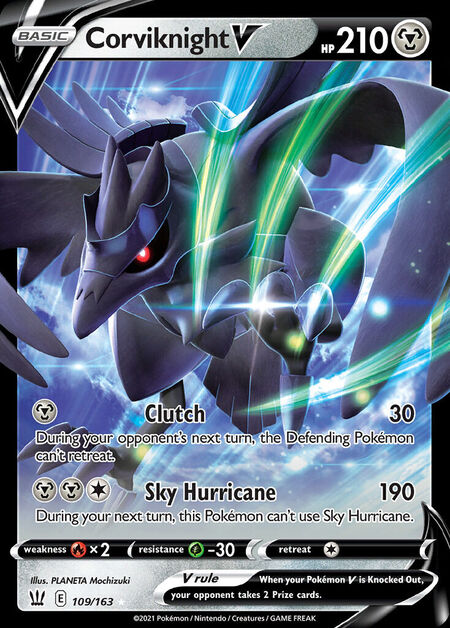 BASIC Corviknight V HP 210
Clutch 30
During your opponent's next turn, the Defending Pokémon
can't retreat.
Sky Hurricane 190
During your next turn, this Pokémon can't use Sky Hurricane.
weakness ×2 resistance -30 retreat
Illus. PLANETA Mochizuki V rule When your Pokémon V is Knocked Out,
E 109/163 your opponent takes 2 Prize cards.
©2021 Pokémon / Nintendo / Creatures / GAME FREAK